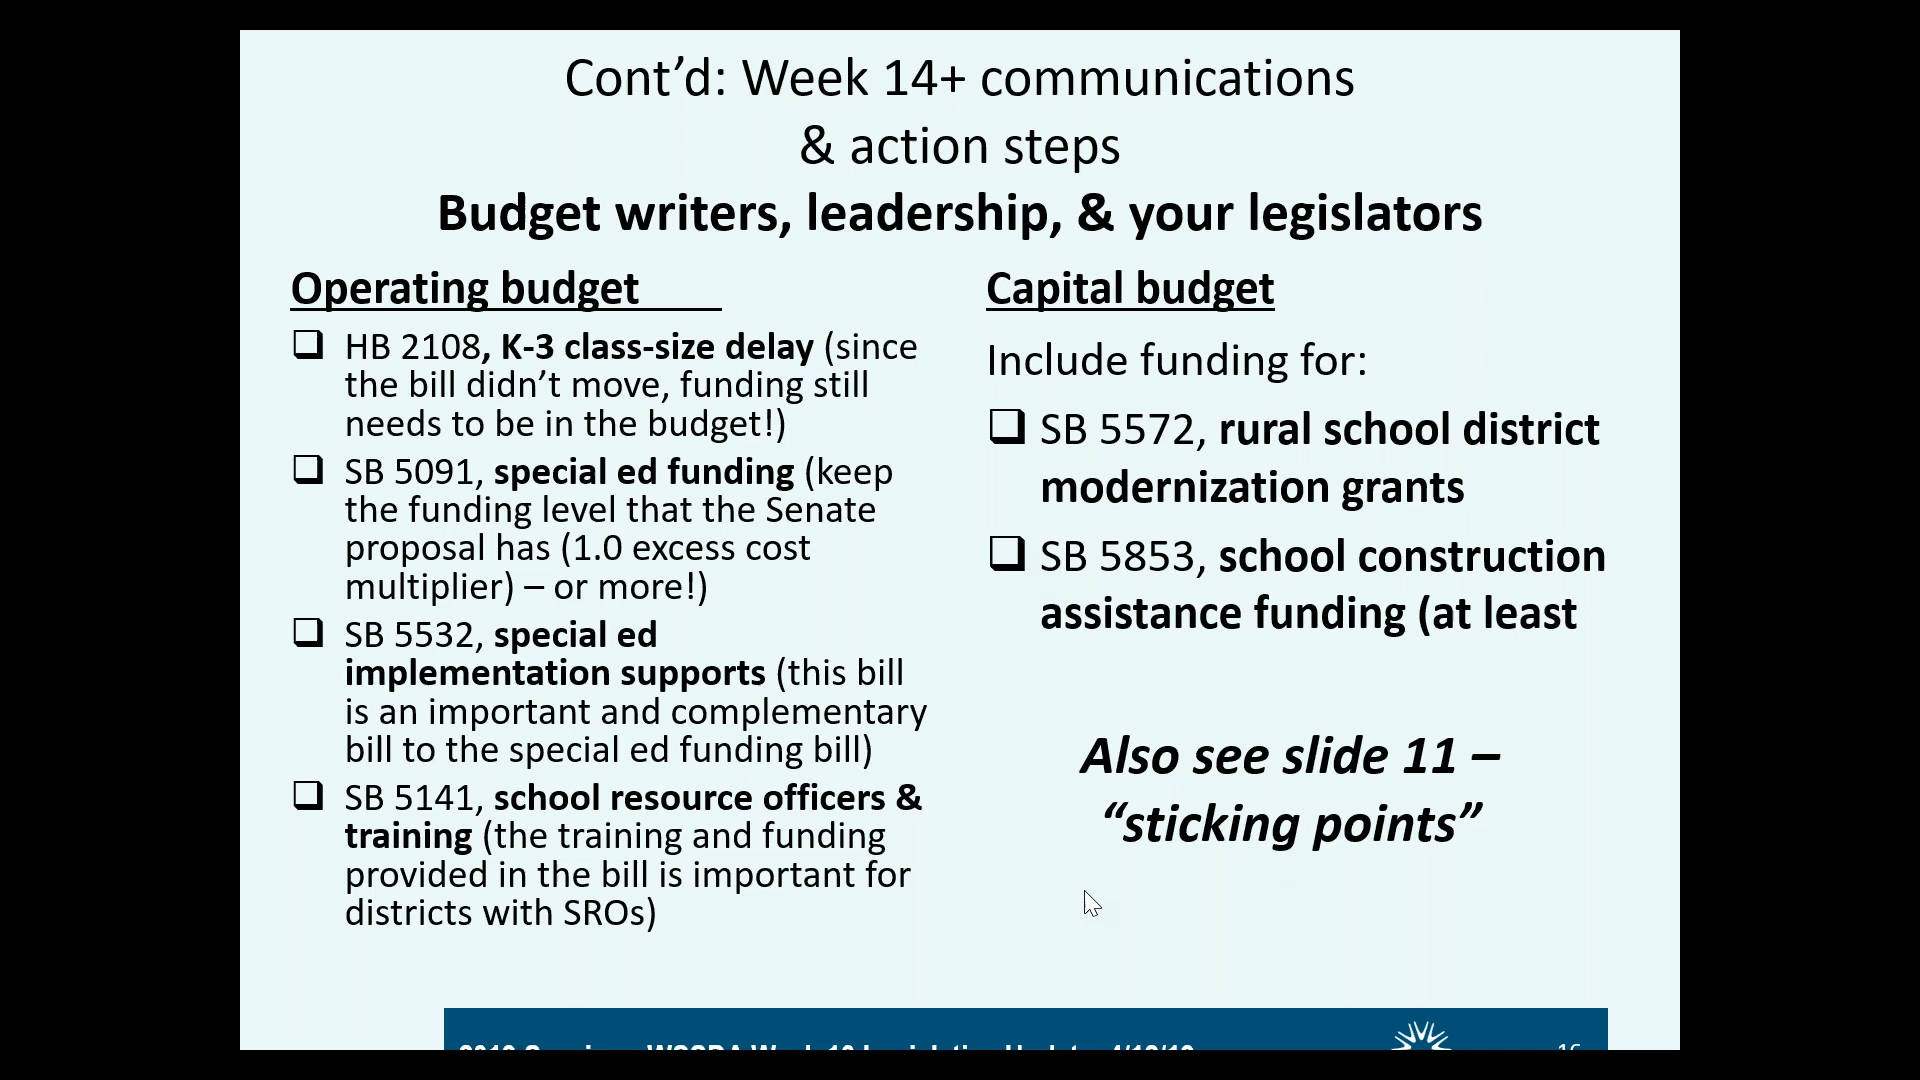 Cont’d: Week 14+ communications
& action steps
Budget writers, leadership, & your legislators
Operating budget
HB 2108, K-3 class-size delay (since
the bill didn’t move, funding still
needs to be in the budget!)
SB 5091, special ed funding (keep
the funding level that the Senate
proposal has (1.0 excess cost
multiplier) – or more!)
SB 5532, special ed
implementation supports (this bill
is an important and complementary
bill to the special ed funding bill)
SB 5141, school resource officers &
training (the training and funding
provided in the bill is important for
districts with SROs)
Capital budget
Include funding for:
SB 5572, rural school district
modernization grants
SB 5853, school construction
assistance funding (at least
Also see slide 11 –
“sticking points”